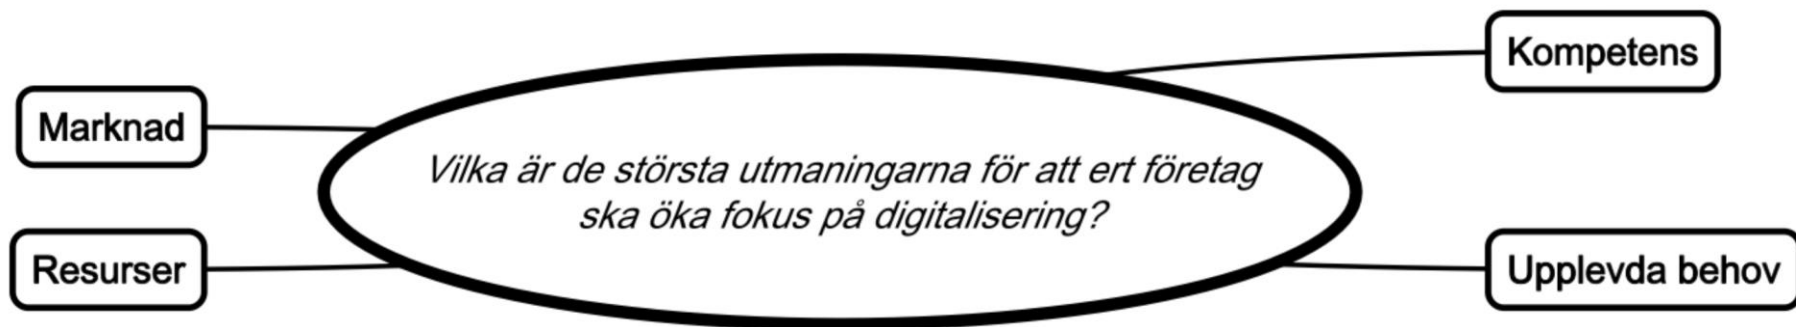 Kompetens
Marknad
Vilka är de största utmaningarna för att ert företag
ska öka fokus på digitalisering?
Resurser
Upplevda behov